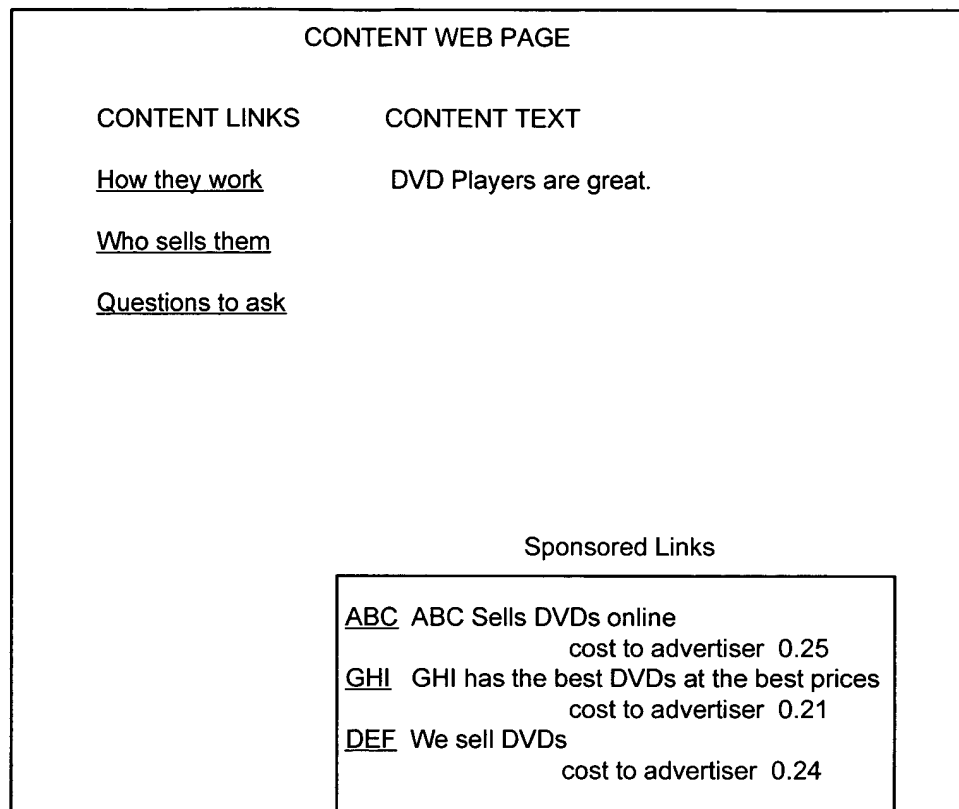 CONTENT WEB PAGE
CONTENT LINKS CONTENT TEXT
How they work DVD Players are great.
Who sells them
Questions to ask
Sponsored Links
ABC ABC Sells DVDs online
cost to advertiser 0.25
GHI GHI has the best DVDs at the best prices
cost to advertiser 0.21
DEF We sell DVDs
cost to advertiser 0.24